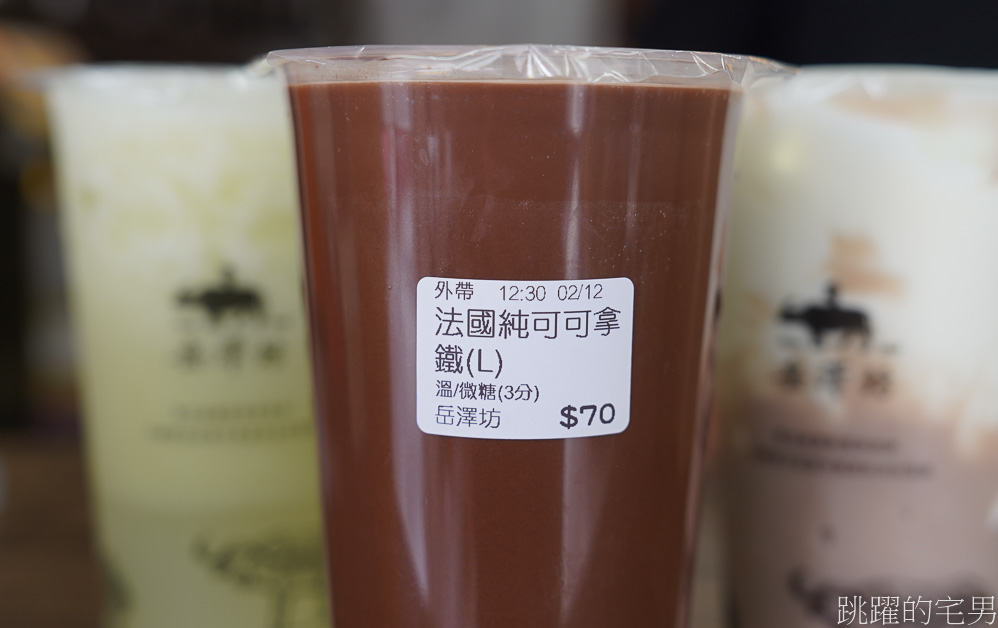 外帶 12:30 02/12
法國純可可拿
鐵(L)
溫/微糖(3分)
岳澤坊 $70
跳躍的宅男